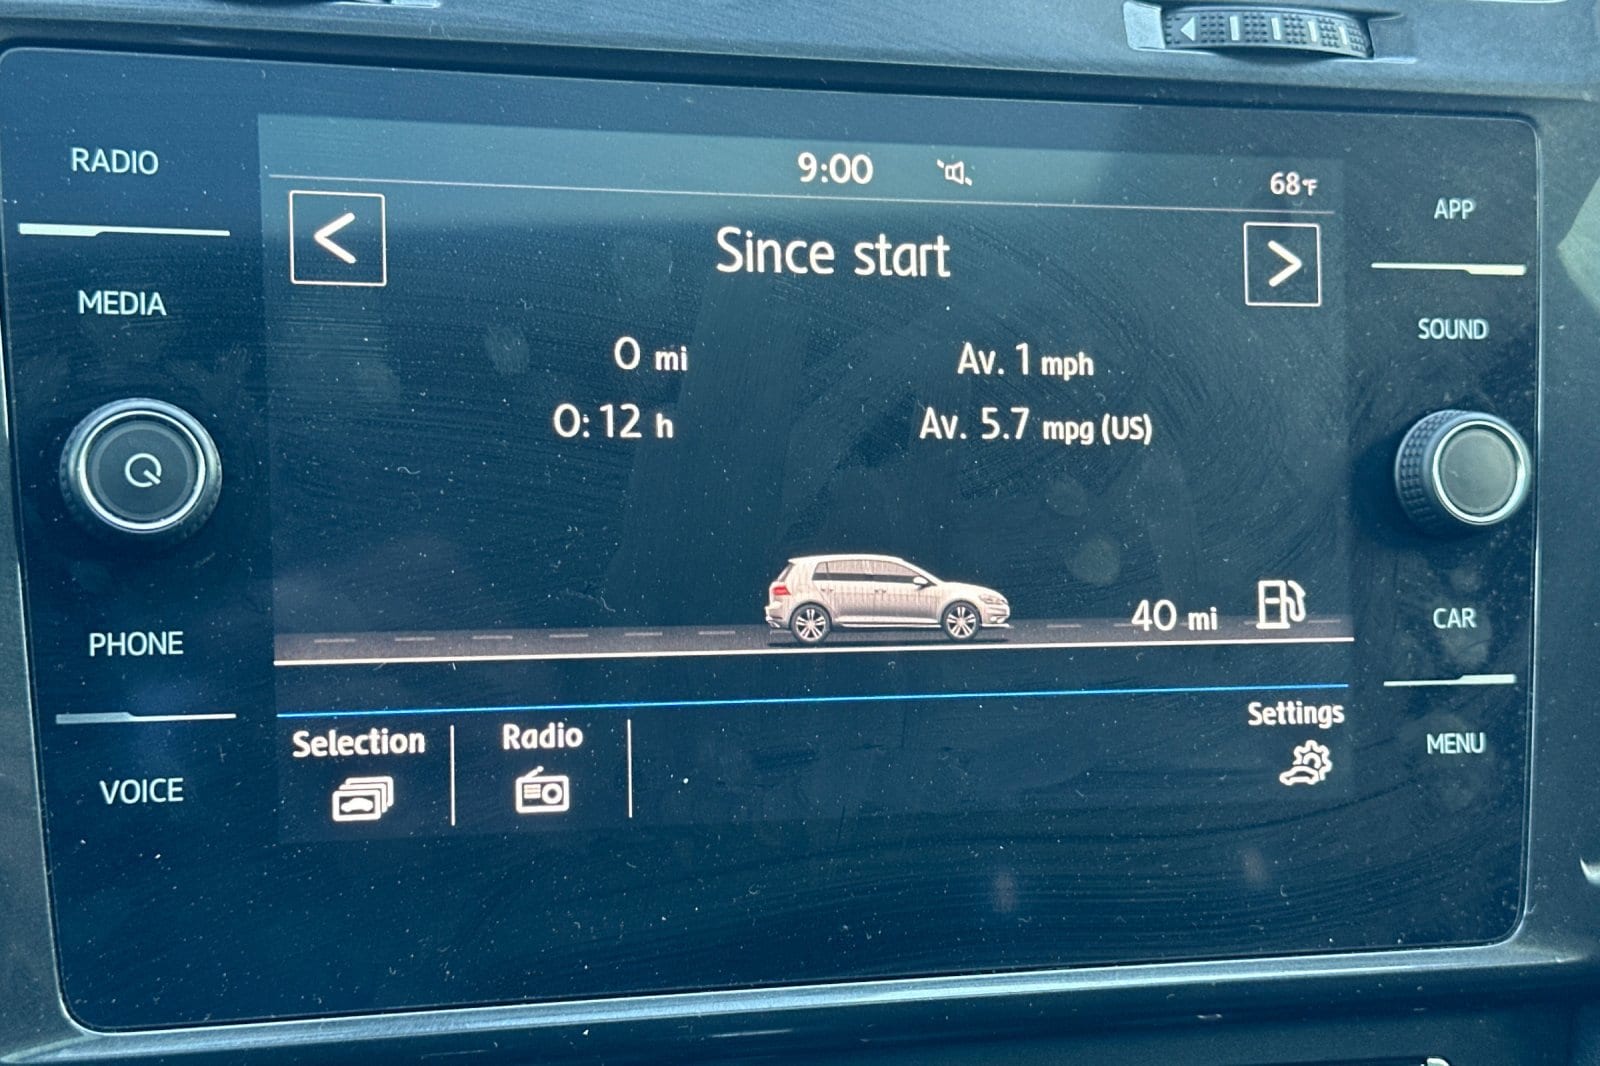 RADIO
MEDIA
PHONE
VOICE
9:00
68°F
Since start
0 mi
Av. 1 mph
0:12 h
Av. 5.7 mpg (US)
40 mi
Selection
Radio
Settings
APP
SOUND
CAR
MENU